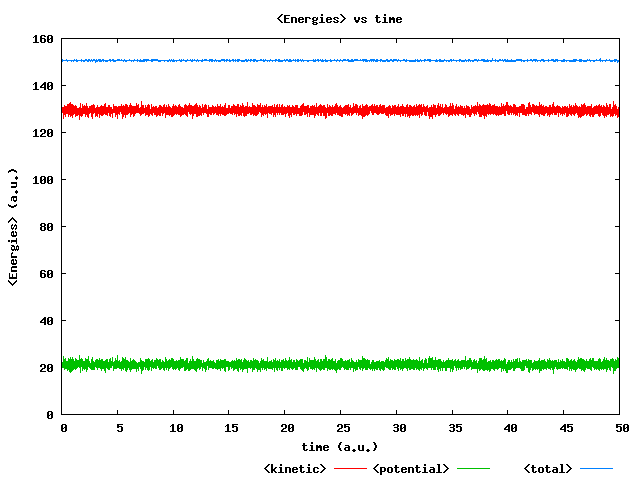 <Energies> vs time
160
140
120
100
80
60
40
20
0
<Energies> (a.u.)
0 5 10 15 20 25 30 35 40 45 50
time (a.u.)
<kinetic> <potential> <total>